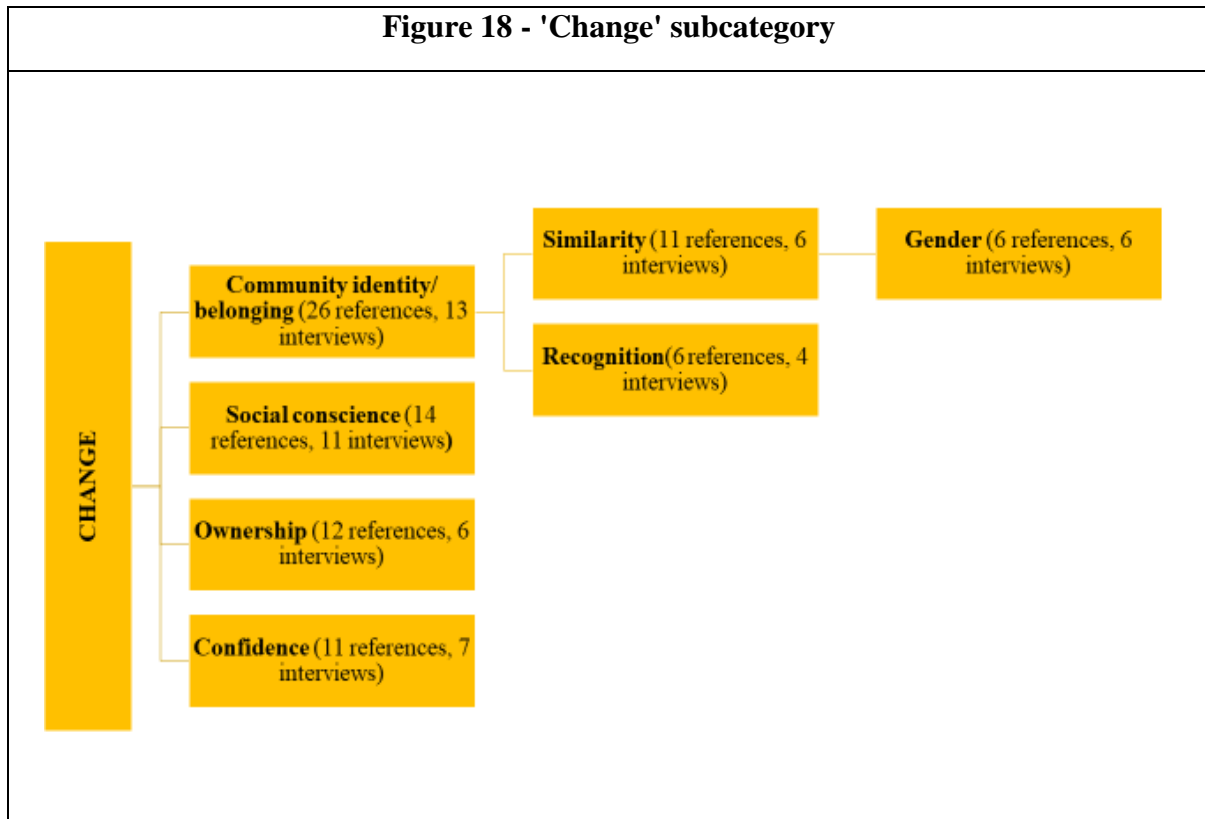 Figure 18 - 'Change' subcategory
CHANGE
Community identity/
belonging (26 references, 13
interviews)
Social conscience (14
references, 11 interviews)
Ownership (12 references, 6
interviews)
Confidence (11 references, 7
interviews)
Similarity (11 references, 6
interviews)
Recognition(6 references, 4
interviews)
Gender (6 references, 6
interviews)